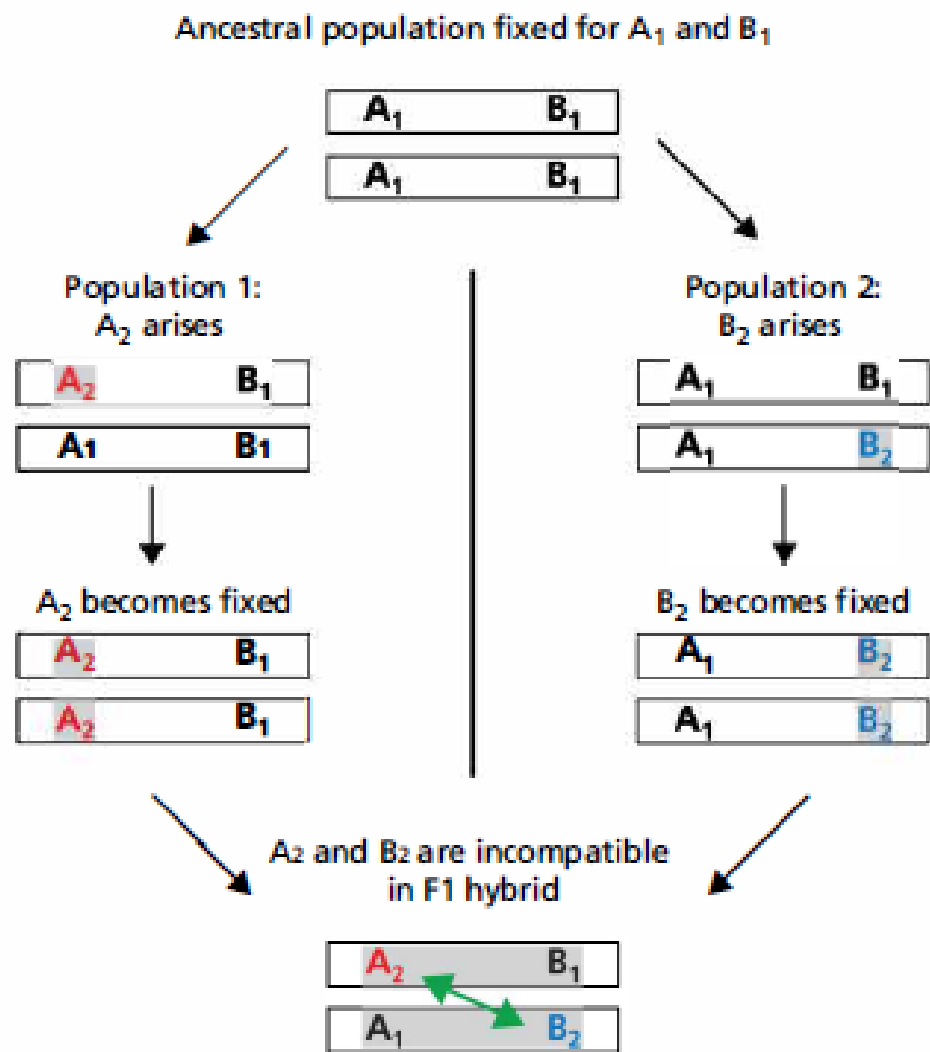 Ancestral population fixed for A₁ and B₁
A₁ B₁
A₁ B₁
Population 1:
A₂ arises
A₂ B₁
A1 B1
Population 2:
B₂ arises
A₁ B₁
A₁ B₂
A₂ becomes fixed
A₂ B₁
A₂ B₁
B₂ becomes fixed
A₁ B₂
A₁ B₂
A₂ and B₂ are incompatible
in F1 hybrid
A₂ B₁
A₁ B₂